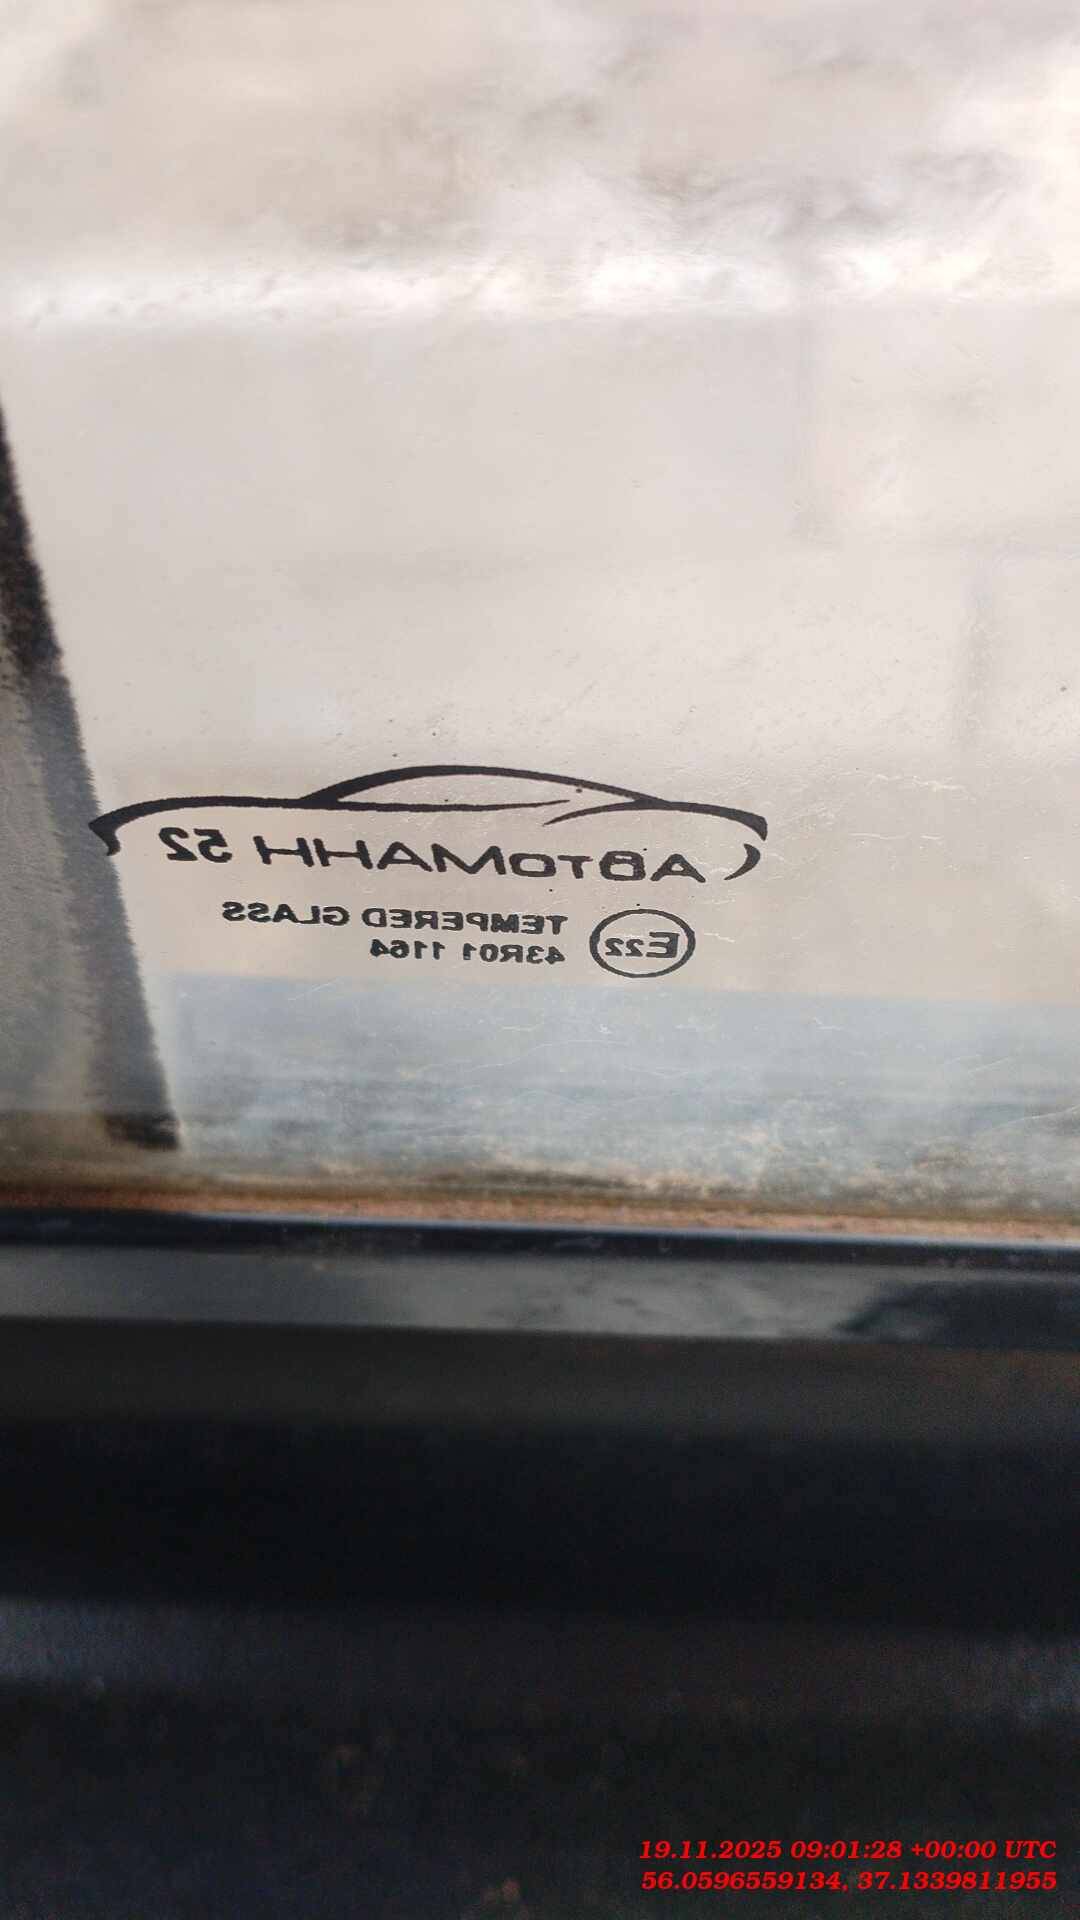 АВТОМАНН 52
TEMPERED GLASS
E22
43R01 1164
19.11.2025 09:01:28 +00:00 UTC
56.0596559134, 37.1339811955